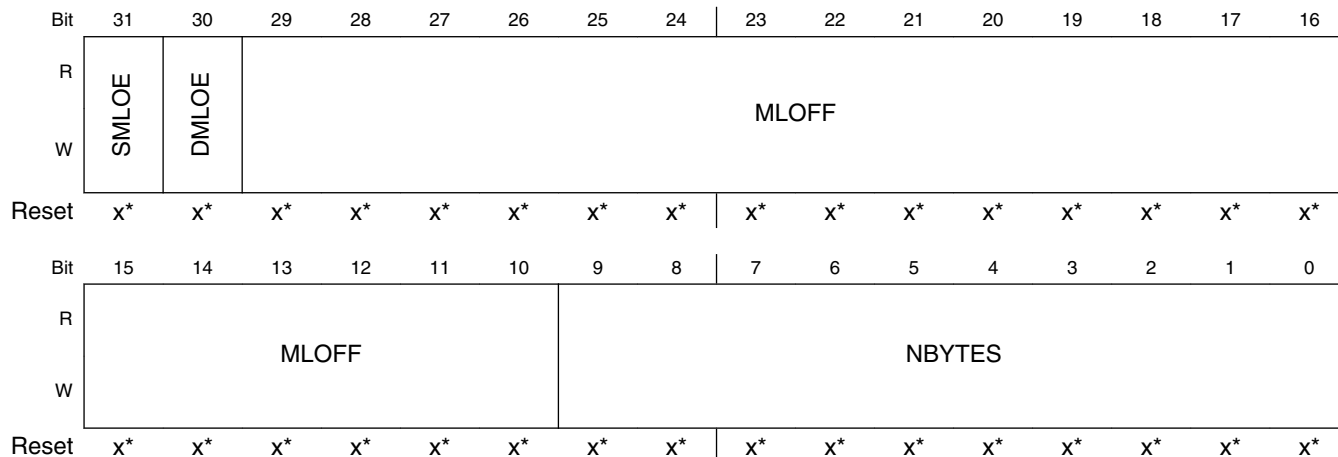 Bit 31 30 29 28 27 26 25 24 23 22 21 20 19 18 17 16
R
SMLOE DMLOE MLOFF
W
Reset x* x* x* x* x* x* x* x* x* x* x* x* x* x* x* x*
Bit 15 14 13 12 11 10 9 8 7 6 5 4 3 2 1 0
R
MLOFF NBYTES
W
Reset x* x* x* x* x* x* x* x* x* x* x* x* x* x* x* x*